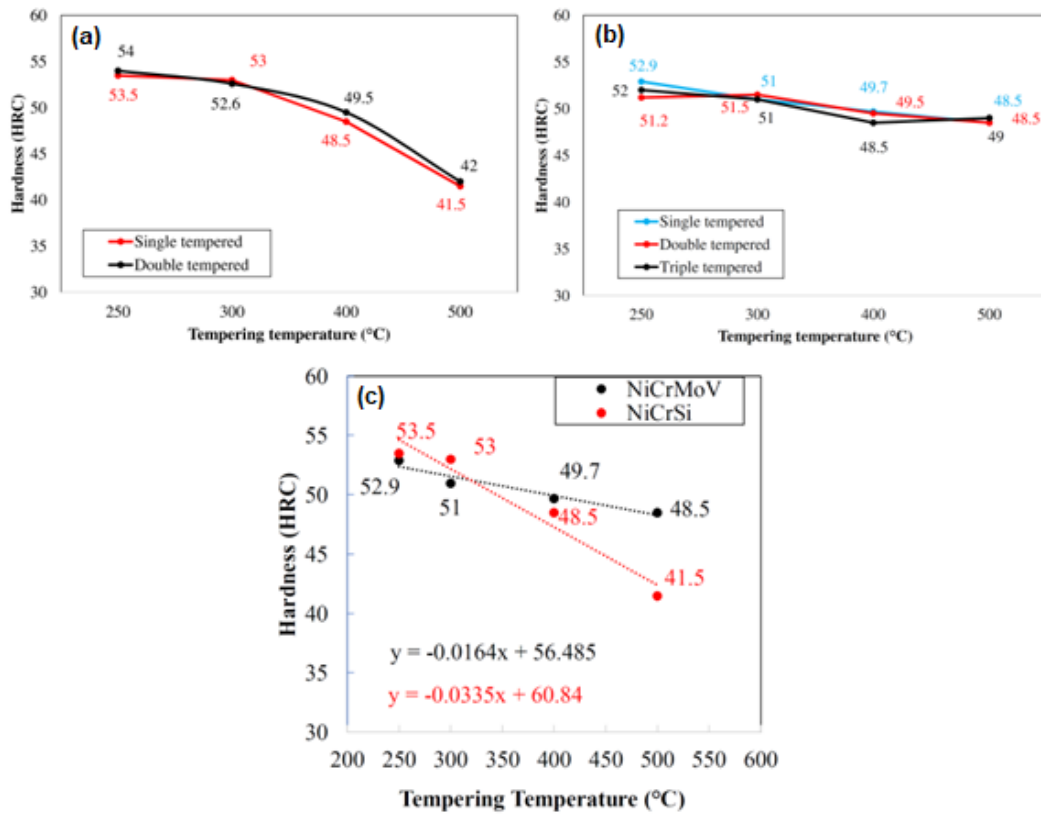 (a)
60
55
50
45
40
35
30
Hardness (HRC)
54
53.5
53
52.6
49.5
48.5
42
41.5
Single tempered
Double tempered
250 300 400 500
Tempering temperature (°C)
(b)
60
55
50
45
40
35
30
Hardness (HRC)
52.9
52
51.2
51
51.5
51
49.7
49.5
48.5
48.5
48.5
49
Single tempered
Double tempered
Triple tempered
250 300 400 500
Tempering temperature (°C)
(c)
60
55
50
45
40
35
30
Hardness (HRC)
NiCrMoV
NiCrSi
53.5
53
52.9
51
49.7
48.5
48.5
41.5
y = -0.0164x + 56.485
y = -0.0335x + 60.84
200 250 300 350 400 450 500 550 600
Tempering Temperature (°C)